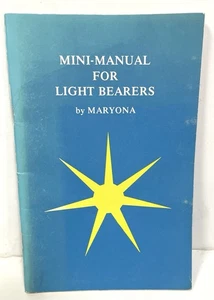 MINI-MANUAL
FOR
LIGHT BEARERS
by MARYONA